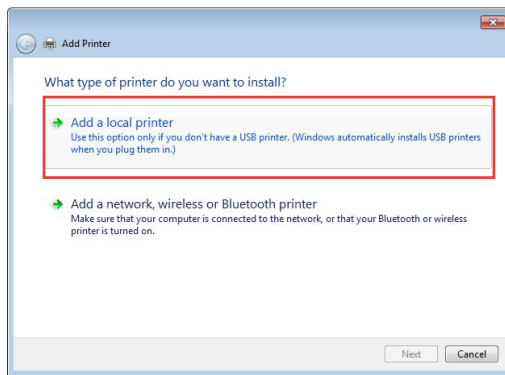 Add Printer
What type of printer do you want to install?
Add a local printer
Use this option only if you don't have a USB printer. (Windows automatically installs USB printers
when you plug them in.)
Add a network, wireless or Bluetooth printer
Make sure that your computer is connected to the network, or that your Bluetooth or wireless
printer is turned on.
Next Cancel